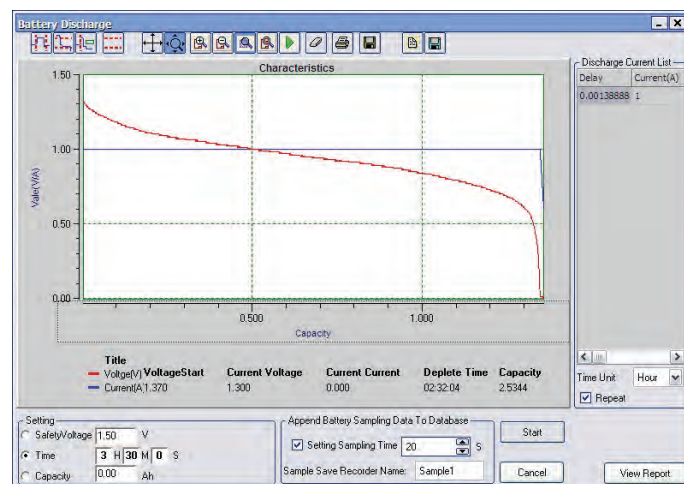 Battery Discharge
Characteristics
1.50
1.00
0.50
0.00
Vale(V/A)
0.500 1.000
Capacity
Title
Voltge(V) VoltageStart Current Voltage Current Current Deplete Time Capacity
Current(A) 1.370 1.300 0.000 02:32:04 2.5344
Discharge Current List
Delay Current(A)
0.00138888 1
Time Unit Hour
Repeat
Setting
SafetyVoltage 1.50 V
Time 3 H 30 M 0 S
Capacity 0.00 Ah
Append Battery Sampling Data To Database
Setting Sampling Time 20 S
Sample Save Recorder Name: Sample1
Start
Cancel
View Report